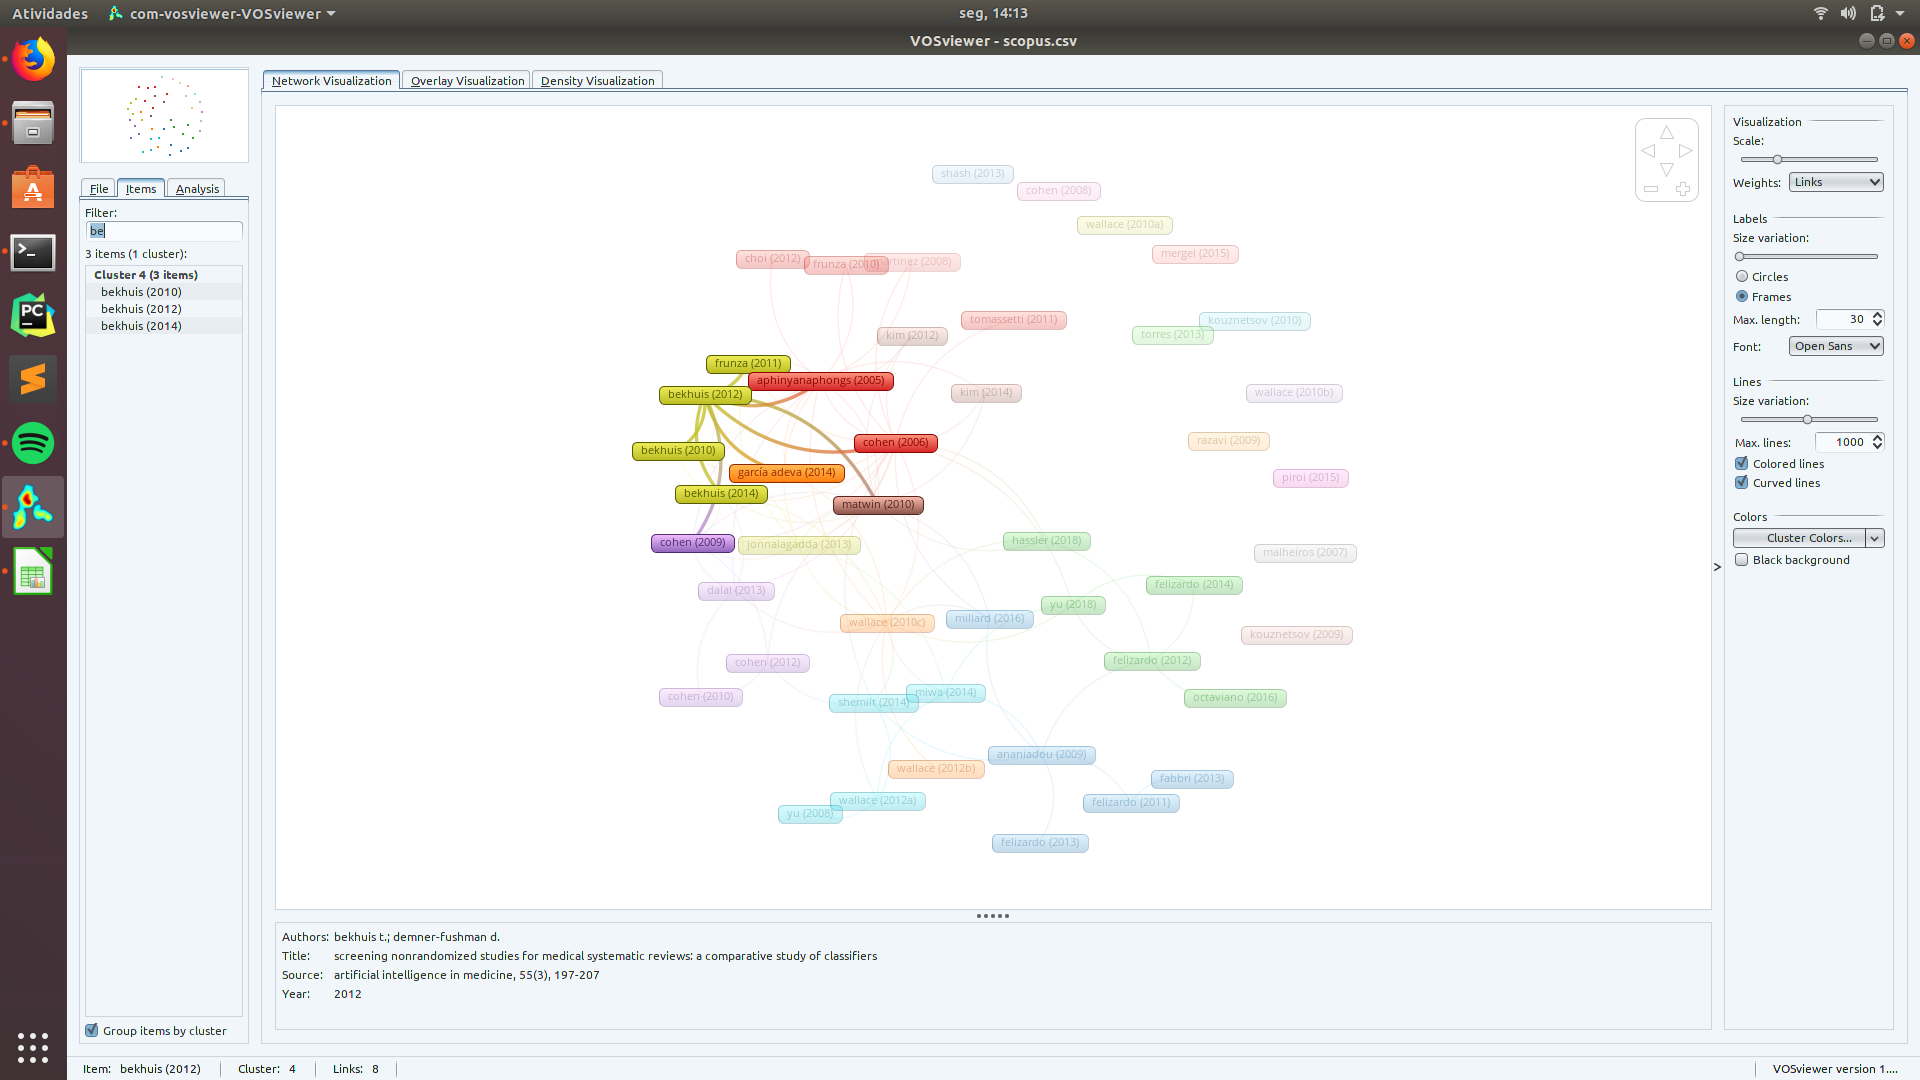 Atividades
com-vosviewer-VOSviewer
seg, 14:13
VOSviewer - scopus.csv
File
Items
Analysis
Filter:
be
3 items (1 cluster):
Cluster 4 (3 items)
bekhuis (2010)
bekhuis (2012)
bekhuis (2014)
Group items by cluster
Network Visualization
Overlay Visualization
Density Visualization
shash (2013)
cohen (2008)
wallace (2010a)
mergel (2015)
choi (2012)
frunza (2010)
martinez (2008)
tomassetti (2011)
kouznetsov (2010)
torres (2013)
kim (2012)
frunza (2011)
aphinyanaphongs (2005)
bekhuis (2012)
kim (2014)
wallace (2010b)
cohen (2006)
razavi (2009)
bekhuis (2010)
garcía adeva (2014)
piroi (2015)
bekhuis (2014)
matwin (2010)
cohen (2009)
jonnalagadda (2013)
hassler (2018)
malheiros (2007)
dalal (2013)
felizardo (2014)
yu (2018)
wallace (2010c)
millard (2016)
kouznetsov (2009)
cohen (2012)
felizardo (2012)
cohen (2010)
miwa (2014)
shemilt (2014)
octaviano (2016)
ananiadou (2009)
wallace (2012b)
fabbri (2013)
wallace (2012a)
felizardo (2011)
yu (2008)
felizardo (2013)
Authors: bekhuis t.; demner-fushman d.
Title: screening nonrandomized studies for medical systematic reviews: a comparative study of classifiers
Source: artificial intelligence in medicine, 55(3), 197-207
Year: 2012
Visualization
Scale:
Weights: Links
Labels
Size variation:
Circles
Frames
Max. length: 30
Font: Open Sans
Lines
Size variation:
Max. lines: 1000
Colored lines
Curved lines
Colors
Cluster Colors...
Black background
>
Item: bekhuis (2012)
Cluster: 4
Links: 8
VOSviewer version 1....